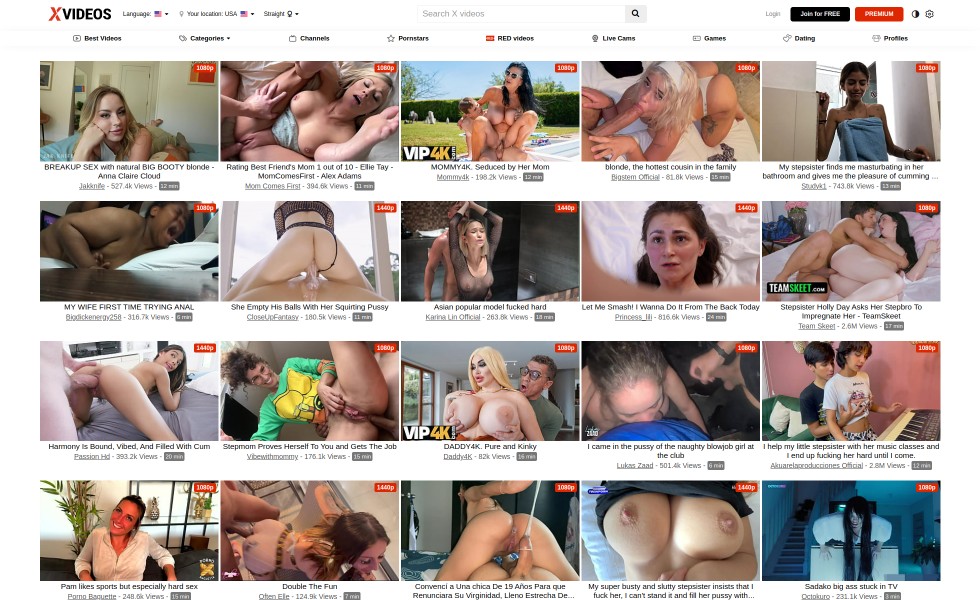 XVIDEOS
Language:
Your location: USA
Straight
Search X videos
Login
Join for FREE
PREMIUM
Best Videos
Categories
Channels
Pornstars
RED videos
Live Cams
Games
Dating
Profiles
1080p
BREAKUP SEX with natural BIG BOOTY blonde -
Anna Claire Cloud
Jakknife - 527.4k Views - 12 min
1080p
Rating Best Friend's Mom 1 out of 10 - Ellie Tay -
MomComesFirst - Alex Adams
Mom Comes First - 394.6k Views - 11 min
1080p
VIP4K
MOMMY4K. Seduced by Her Mom
Mommy4k - 198.2k Views - 12 min
1080p
blonde, the hottest cousin in the family
Bigstem Official - 81.8k Views - 15 min
1080p
My stepsister finds me masturbating in her
bathroom and gives me the pleasure of cumming ...
Studyk1 - 743.8k Views - 13 min
1080p
MY WIFE FIRST TIME TRYING ANAL
Bigdickenergy258 - 316.7k Views - 6 min
1440p
She Empty His Balls With Her Squirting Pussy
CloseUpFantasy - 180.5k Views - 11 min
1440p
Asian popular model fucked hard
Karina Lin Official - 263.8k Views - 18 min
1440p
Let Me Smash! I Wanna Do It From The Back Today
Princess_lili - 816.6k Views - 24 min
1080p
TEAMSKEET.COM
Stepsister Holly Day Asks Her Stepbro To
Impregnate Her - TeamSkeet
Team Skeet - 2.6M Views - 17 min
1440p
Harmony Is Bound, Vibed, And Filled With Cum
Passion Hd - 393.2k Views - 20 min
1080p
Stepmom Proves Herself To You and Gets The Job
Vibewithmommy - 176.1k Views - 15 min
1080p
VIP4K
DADDY4K. Pure and Kinky
Daddy4k - 82k Views - 16 min
1080p
I came in the pussy of the naughty blowjob girl at
the club
Lukas Zaad - 501.4k Views - 6 min
1080p
I help my little stepsister with her music classes and
I end up fucking her hard until I come.
Akuarelaproducciones Official - 2.8M Views - 12 min
1080p
Pam likes sports but especially hard sex
Porno Baguette - 248.6k Views - 15 min
1440p
Double The Fun
Often Elle - 124.9k Views - 7 min
1080p
Convencí a Una chica De 19 Años Para que
Renunciara Su Virginidad, Lleno Estrecha De...
1440p
My super busty and slutty stepsister insists that I
fuck her, I can't stand it and fill her pussy with...
1080p
Sadako big ass stuck in TV
Octokuro - 231.1k Views - 3 min